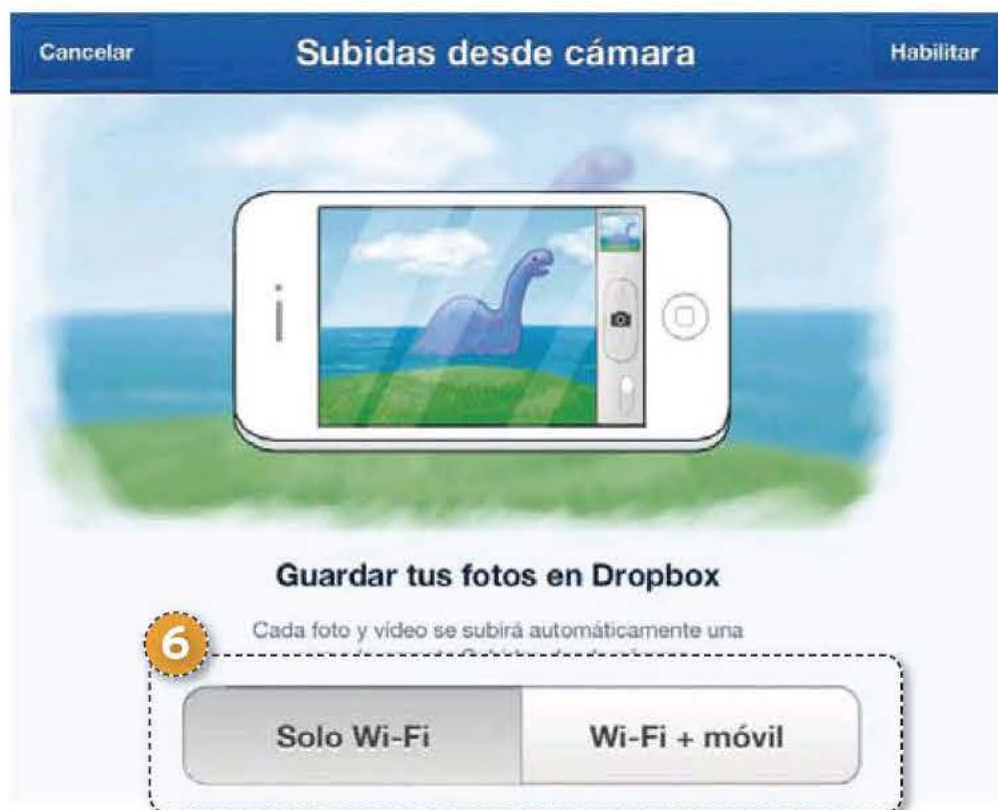 Cancelar
Subidas desde cámara
Habilitar
Guardar tus fotos en Dropbox
Cada foto y video se subirá automáticamente una
6
Solo Wi-Fi
Wi-Fi + móvil